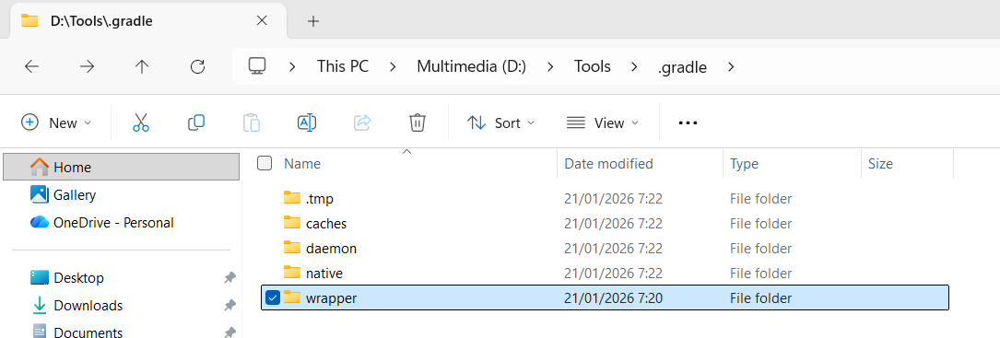 D:\Tools\.gradle
This PC > Multimedia (D:) > Tools > .gradle >
New Sort View
Home
Gallery
OneDrive - Personal
Desktop
Downloads
Documents
Name Date modified Type Size
.tmp 21/01/2026 7:22 File folder
caches 21/01/2026 7:22 File folder
daemon 21/01/2026 7:22 File folder
native 21/01/2026 7:22 File folder
wrapper 21/01/2026 7:20 File folder